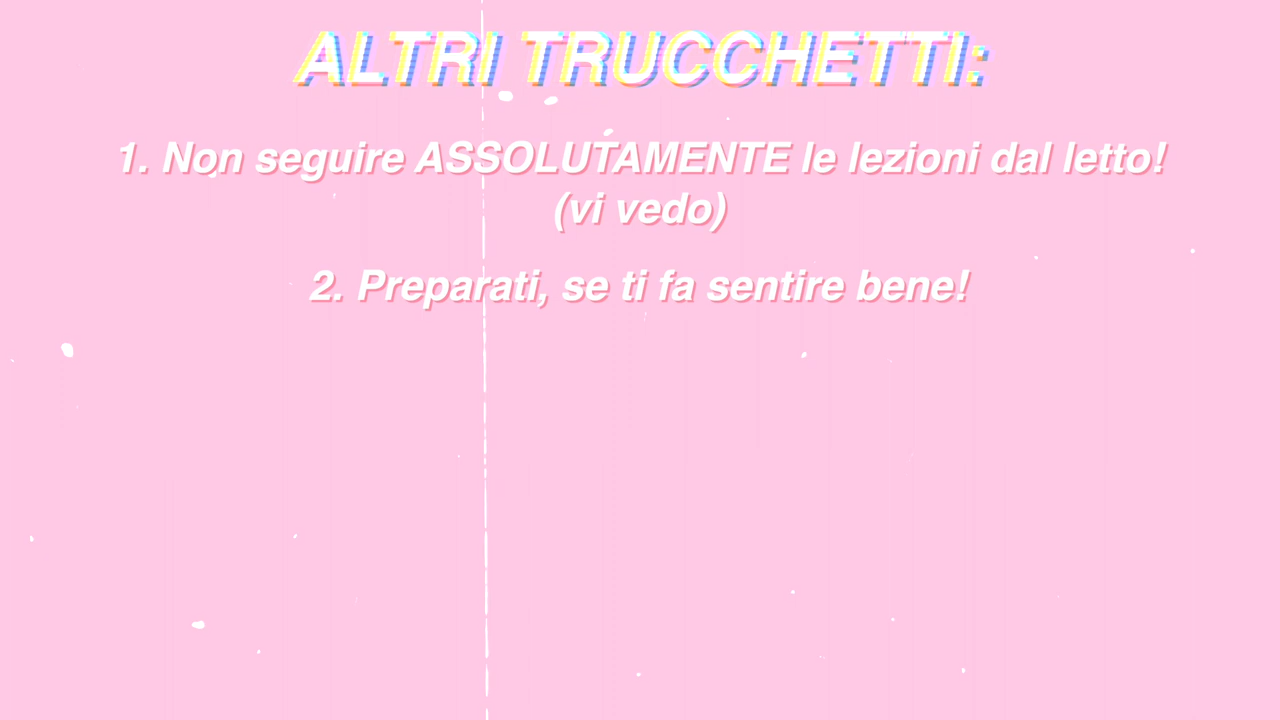 ALTRI TRUCCHETTI:
1. Non seguire ASSOLUTAMENTE le lezioni dal letto!
(vi vedo)
2. Preparati, se ti fa sentire bene!